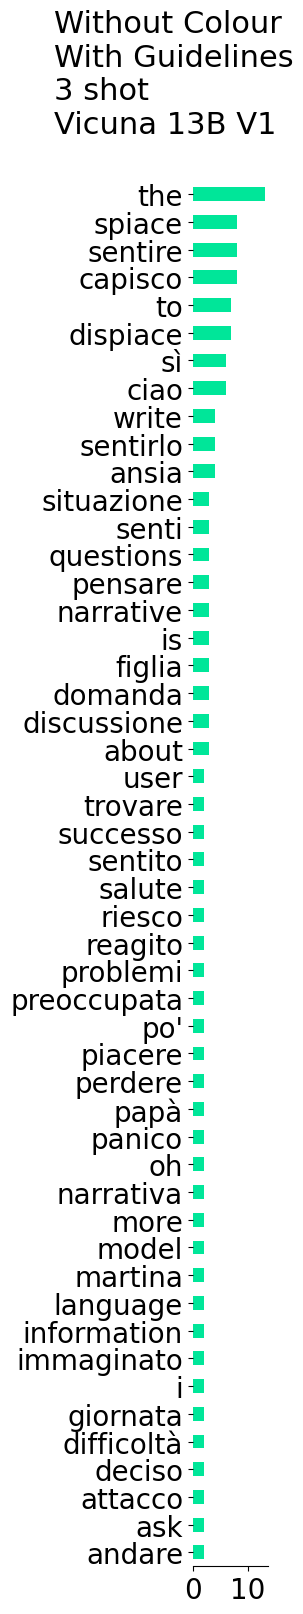 Without Colour
With Guidelines
3 shot
Vicuna 13B V1
the
spiace
sentire
capisco
to
dispiace
sì
ciao
write
sentirlo
ansia
situazione
senti
questions
pensare
narrative
is
figlia
domanda
discussione
about
user
trovare
successo
sentito
salute
riesco
reagito
problemi
preoccupata
po'
piacere
perdere
papà
panico
oh
narrativa
more
model
martina
language
information
immaginato
i
giornata
difficoltà
deciso
attacco
ask
andare
0 10